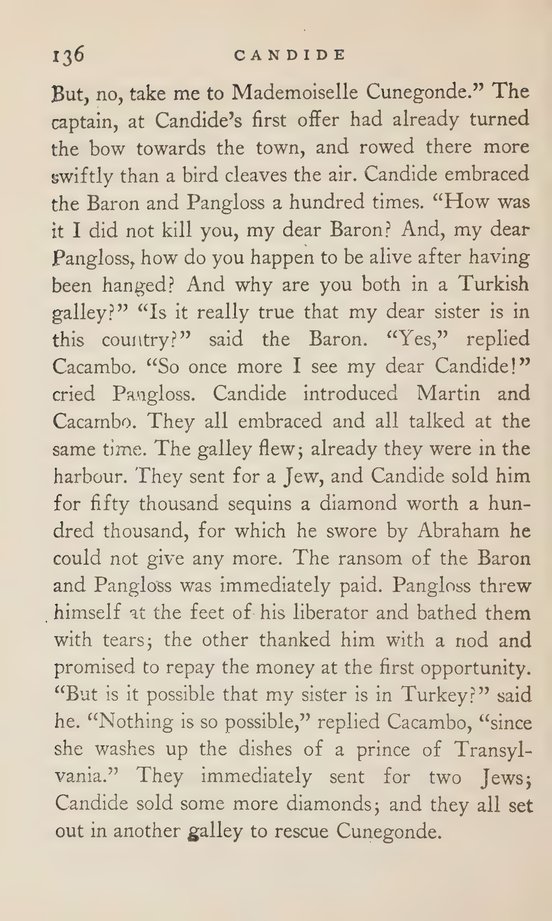 136 CANDIDE
But, no, take me to Mademoiselle Cunegonde.” The
captain, at Candide’s first offer had already turned
the bow towards the town, and rowed there more
swiftly than a bird cleaves the air. Candide embraced
the Baron and Pangloss a hundred times. “How was
it I did not kill you, my dear Baron? And, my dear
Pangloss, how do you happen to be alive after having
been hanged? And why are you both in a Turkish
galley?” “Is it really true that my dear sister is in
this country?” said the Baron. “Yes,” replied
Cacambo. “So once more I see my dear Candide!”
cried Pangloss. Candide introduced Martin and
Cacambo. They all embraced and all talked at the
same time. The galley flew; already they were in the
harbour. They sent for a Jew, and Candide sold him
for fifty thousand sequins a diamond worth a hun-
dred thousand, for which he swore by Abraham he
could not give any more. The ransom of the Baron
and Pangloss was immediately paid. Pangloss threw
himself at the feet of his liberator and bathed them
with tears; the other thanked him with a nod and
promised to repay the money at the first opportunity.
“But is it possible that my sister is in Turkey?” said
he. “Nothing is so possible,” replied Cacambo, “since
she washes up the dishes of a prince of Transyl-
vania.” They immediately sent for two Jews;
Candide sold some more diamonds; and they all set
out in another galley to rescue Cunegonde.